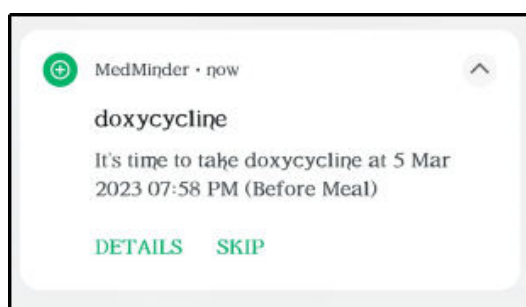 MedMinder • now
doxycycline
It's time to take doxycycline at 5 Mar
2023 07:58 PM (Before Meal)
DETAILS SKIP